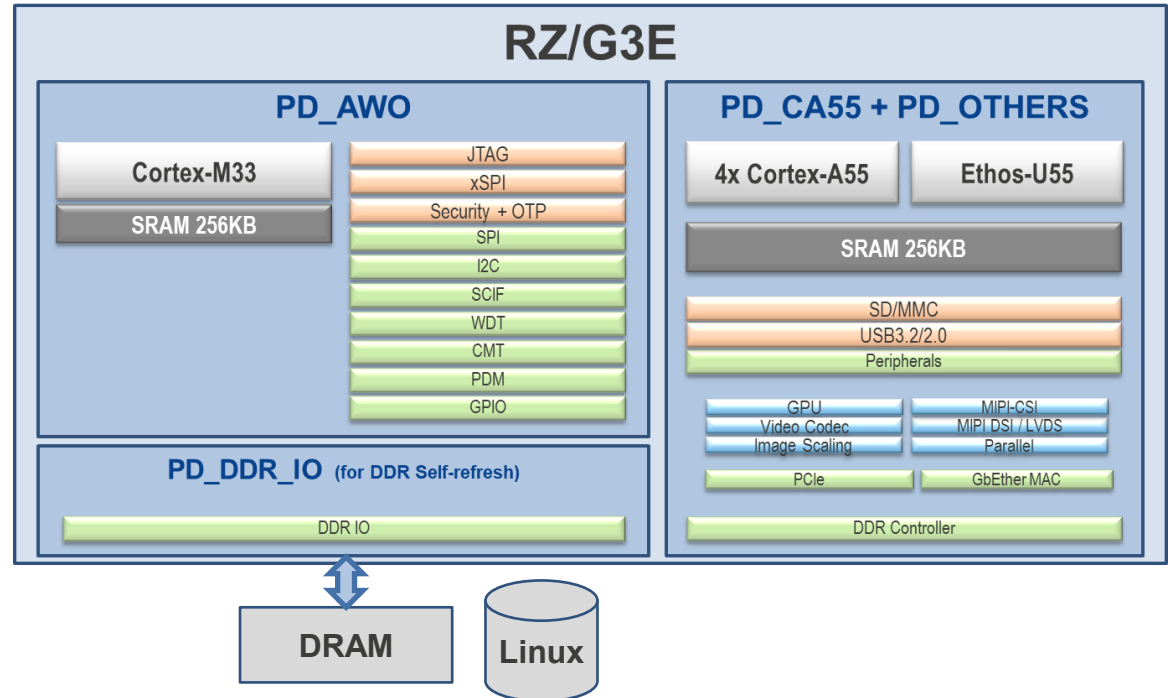 RZ/G3E
PD_AWO
Cortex-M33
SRAM 256KB
JTAG
xSPI
Security + OTP
SPI
I2C
SCIF
WDT
CMT
PDM
GPIO
PD_DDR_IO (for DDR Self-refresh)
DDR IO
PD_CA55 + PD_OTHERS
4x Cortex-A55
Ethos-U55
SRAM 256KB
SD/MMC
USB3.2/2.0
Peripherals
GPU
Video Codec
Image Scaling
MIPI-CSI
MIPI DSI / LVDS
Parallel
PCIe
GbEther MAC
DDR Controller
DRAM
Linux